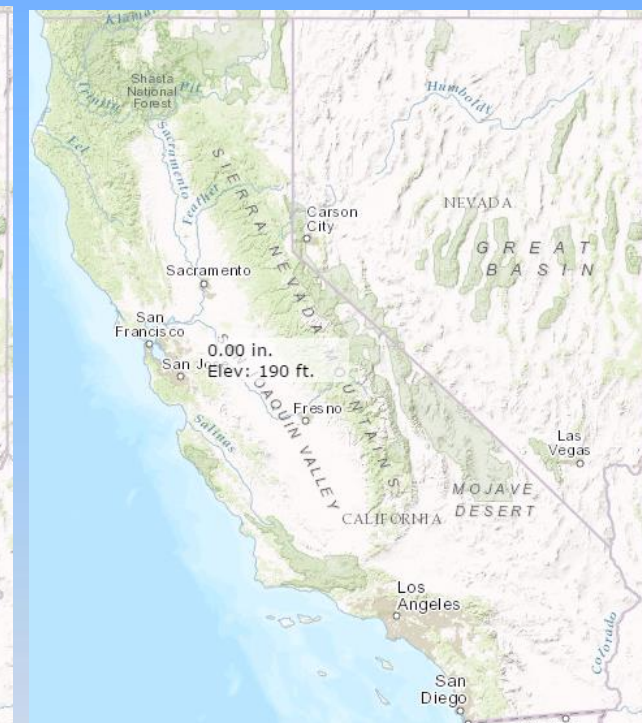 Klamath
Shasta
National
Forest
Pit
Trinity
Eel
Sacramento
Feather
Humboldt
NEVADA
GREAT
BASIN
SIERRA NEVADA MOUNTAINS
Carson
City
Sacramento
San
Francisco
San Jose
0.00 in.
Elev: 190 ft.
SAN JOAQUIN VALLEY
Salinas
Fresno
Las
Vegas
MOJAVE
DESERT
CALIFORNIA
Los
Angeles
Colorado
San
Diego